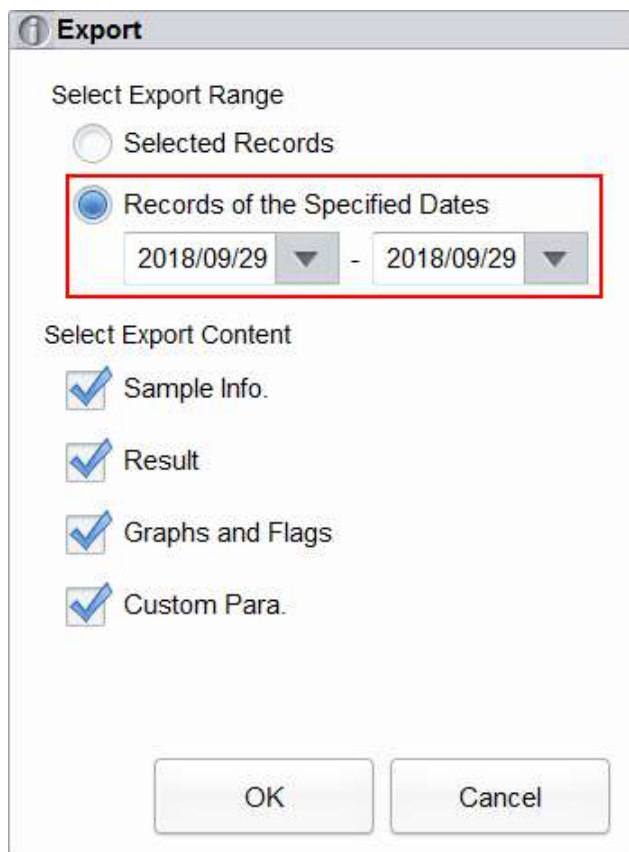 Export
Select Export Range
Selected Records
Records of the Specified Dates
2018/09/29 - 2018/09/29
Select Export Content
Sample Info.
Result
Graphs and Flags
Custom Para.
OK Cancel